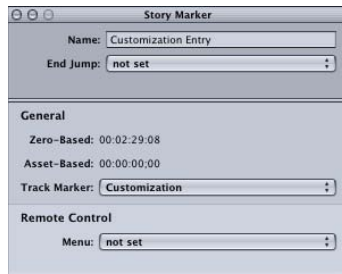 Story Marker
Name: Customization Entry
End Jump: not set
General
Zero-Based: 00:02:29:08
Asset-Based: 00:00:00;00
Track Marker: Customization
Remote Control
Menu: not set